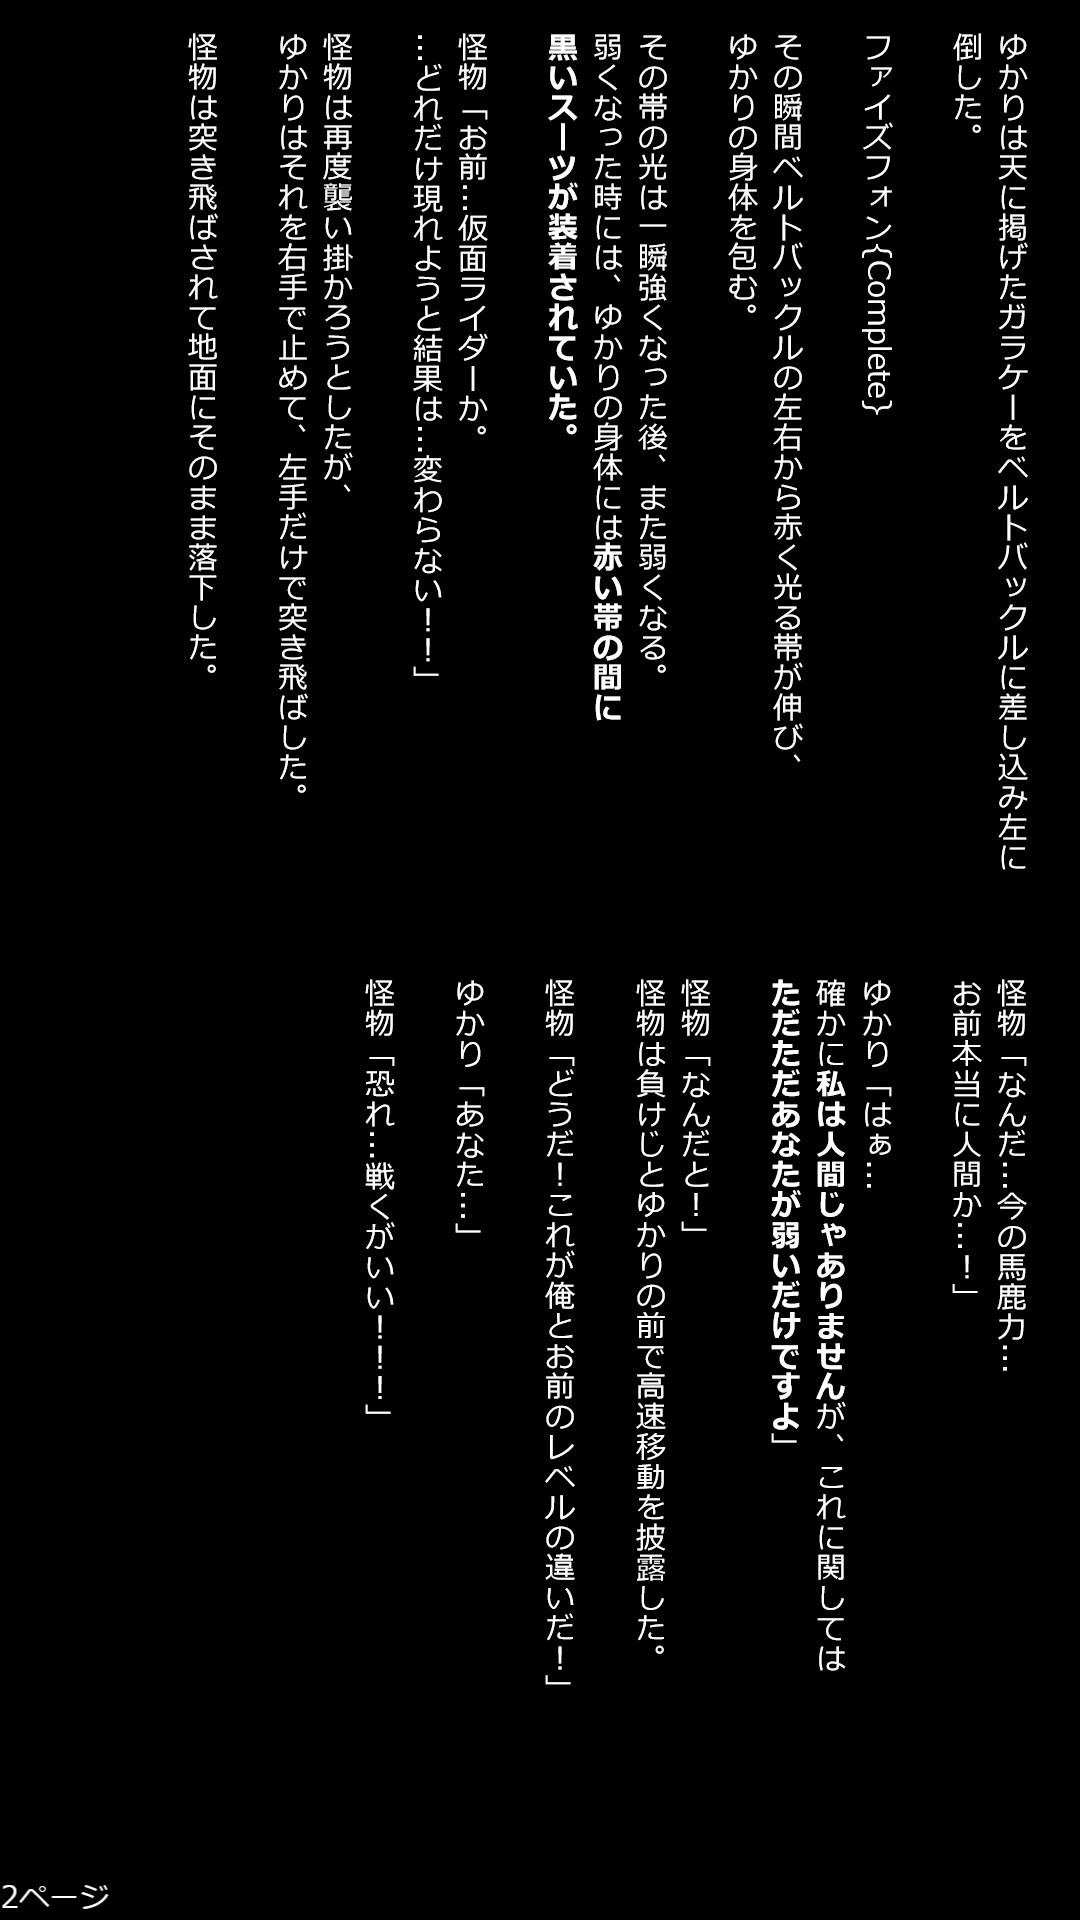 ゆかりは天に掲げたガラケーをベルトバックルに差し込み左に
倒した。
ファイズフォン{Complete}
その瞬間ベルトバックルの左右から赤く光る帯が伸び、
ゆかりの身体を包む。
その帯の光は一瞬強くなった後、また弱くなる。
弱くなった時には、ゆかりの身体には赤い帯の間に
黒いスーツが装着されていた。
怪物「お前…仮面ライダーか。
…どれだけ現れようと結果は…変わらない！！」
怪物は再度襲い掛かろうとしたが、
ゆかりはそれを右手で止めて、左手だけで突き飛ばした。
怪物は突き飛ばされて地面にそのまま落下した。
怪物「なんだ…今の馬鹿力…
お前本当に人間か…！」
ゆかり「はぁ…
確かに私は人間じゃありませんが、これに関しては
ただただあなたが弱いだけですよ」
怪物「なんだと！」
怪物は負けじとゆかりの前で高速移動を披露した。
怪物「どうだ！これが俺とお前のレベルの違いだ！」
ゆかり「あなた…」
怪物「恐れ…戦くがいい！！！」
2ページ